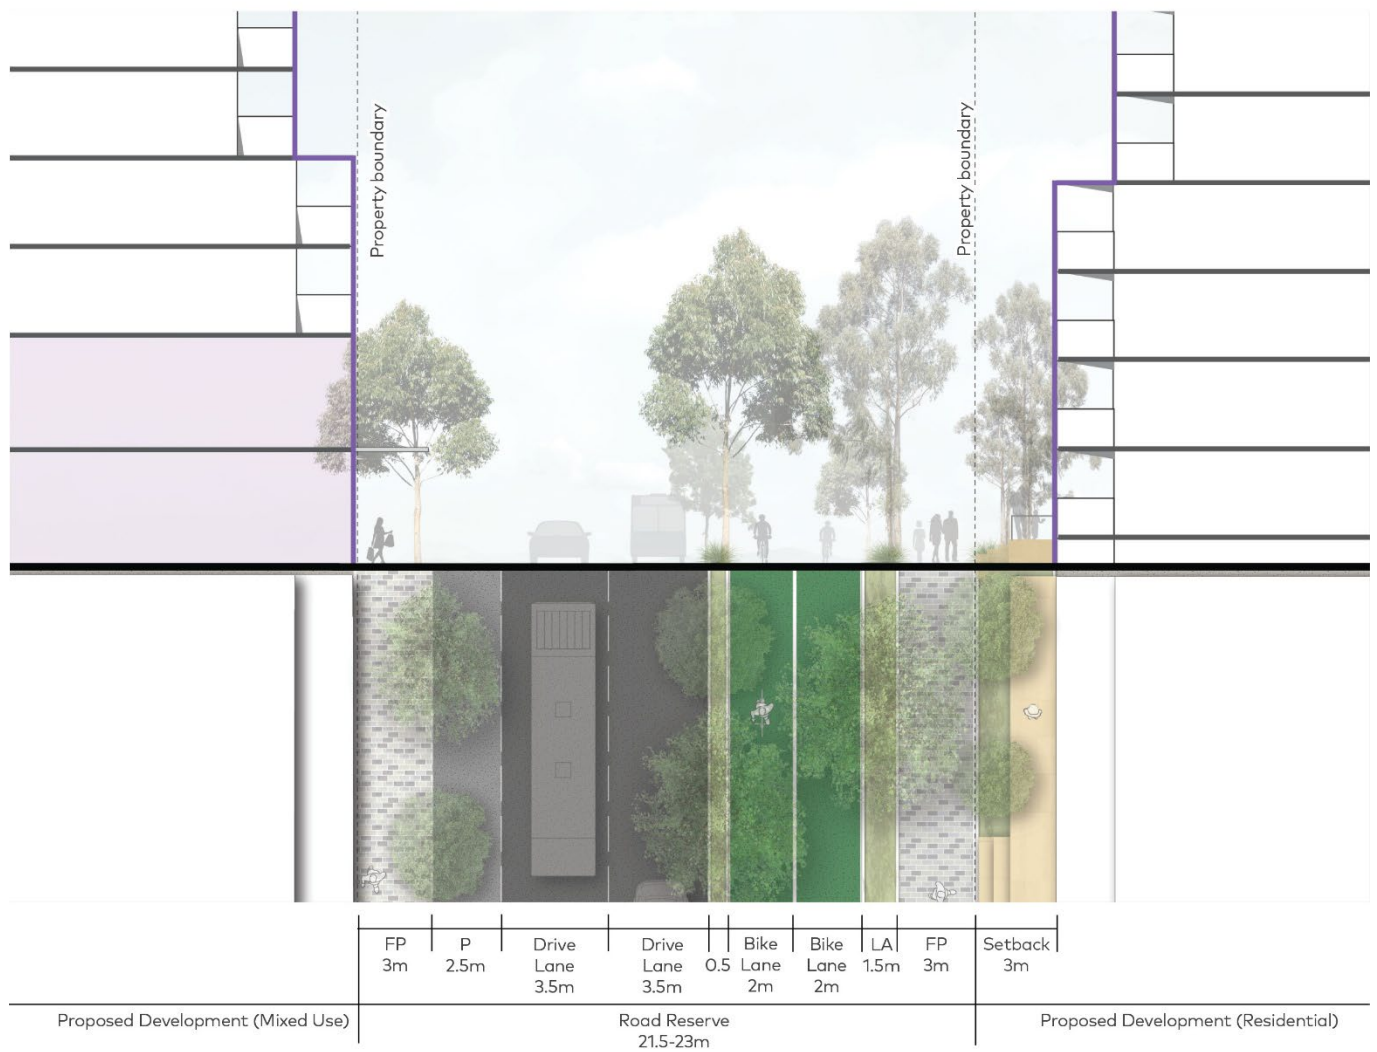 Property boundary
Property boundary
FP
3m
P
2.5m
Drive
Lane
3.5m
Drive
Lane
3.5m
0.5
Bike
Lane
2m
Bike
Lane
2m
LA
1.5m
FP
3m
Setback
3m
Proposed Development (Mixed Use)
Road Reserve
21.5-23m
Proposed Development (Residential)